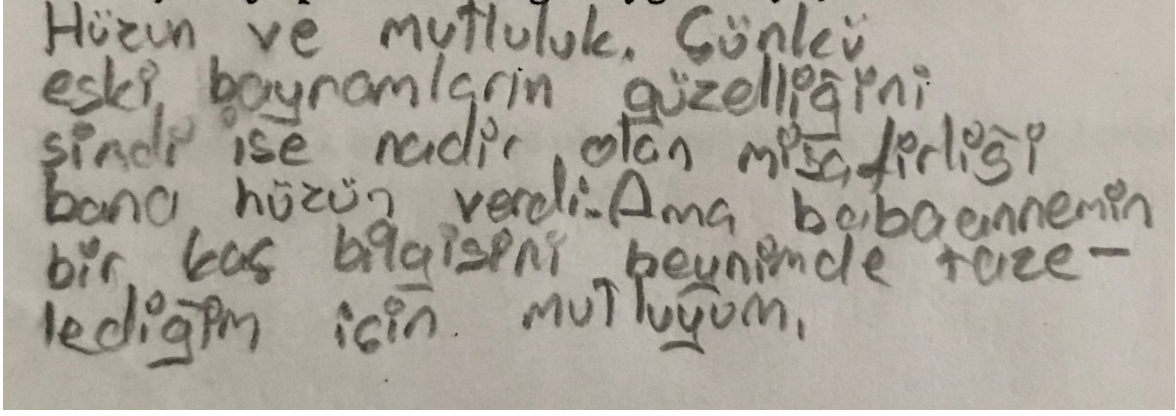 Hüzün ve mutluluk. Çünkü
eski bayramların güzelliğini
şindi ise nadir olan misafirliği
bana hüzün verdi. Ama babaannemin
bir kaç bilgisini beynimde taze-
lediğim için mutluyum.